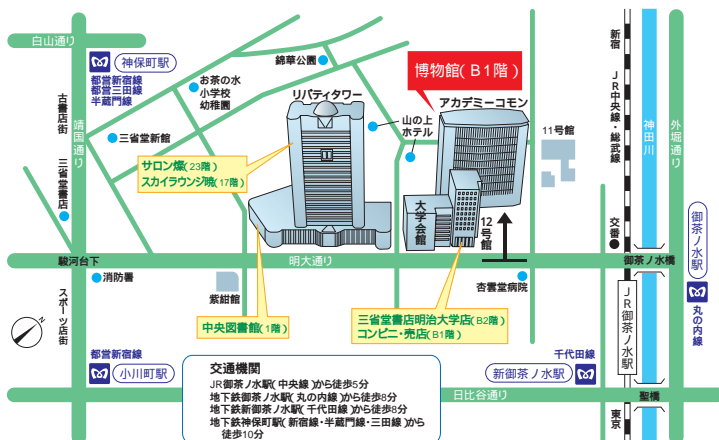 白山通り
神保町駅
都営新宿線
都営三田線
半蔵門線
古書店街
靖国通り
三省堂新館
三省堂書店
お茶の水
小学校
幼稚園
錦華公園
リバティタワー
サロン燦(23階)
スカイラウンジ暁(17階)
山の上
ホテル
博物館(B1階)
アカデミーコモン
11号館
大学会館
12号館
新宿
JR中央線・総武線
神田川
外堀通り
交番
御茶ノ水駅
丸の内線
御茶ノ水橋
駿河台下
明大通り
消防署
スポーツ店街
紫紺館
中央図書館(1階)
三省堂書店明治大学店(B2階)
コンビニ・売店(B1階)
杏雲堂病院
JR御茶ノ水駅
N
都営新宿線
小川町駅
千代田線
新御茶ノ水駅
日比谷通り
聖橋
東京
交通機関
JR御茶ノ水駅(中央線)から徒歩5分
地下鉄御茶ノ水駅(丸の内線)から徒歩8分
地下鉄新御茶ノ水駅(千代田線)から徒歩8分
地下鉄神保町駅(新宿線・半蔵門線・三田線)から
徒歩10分